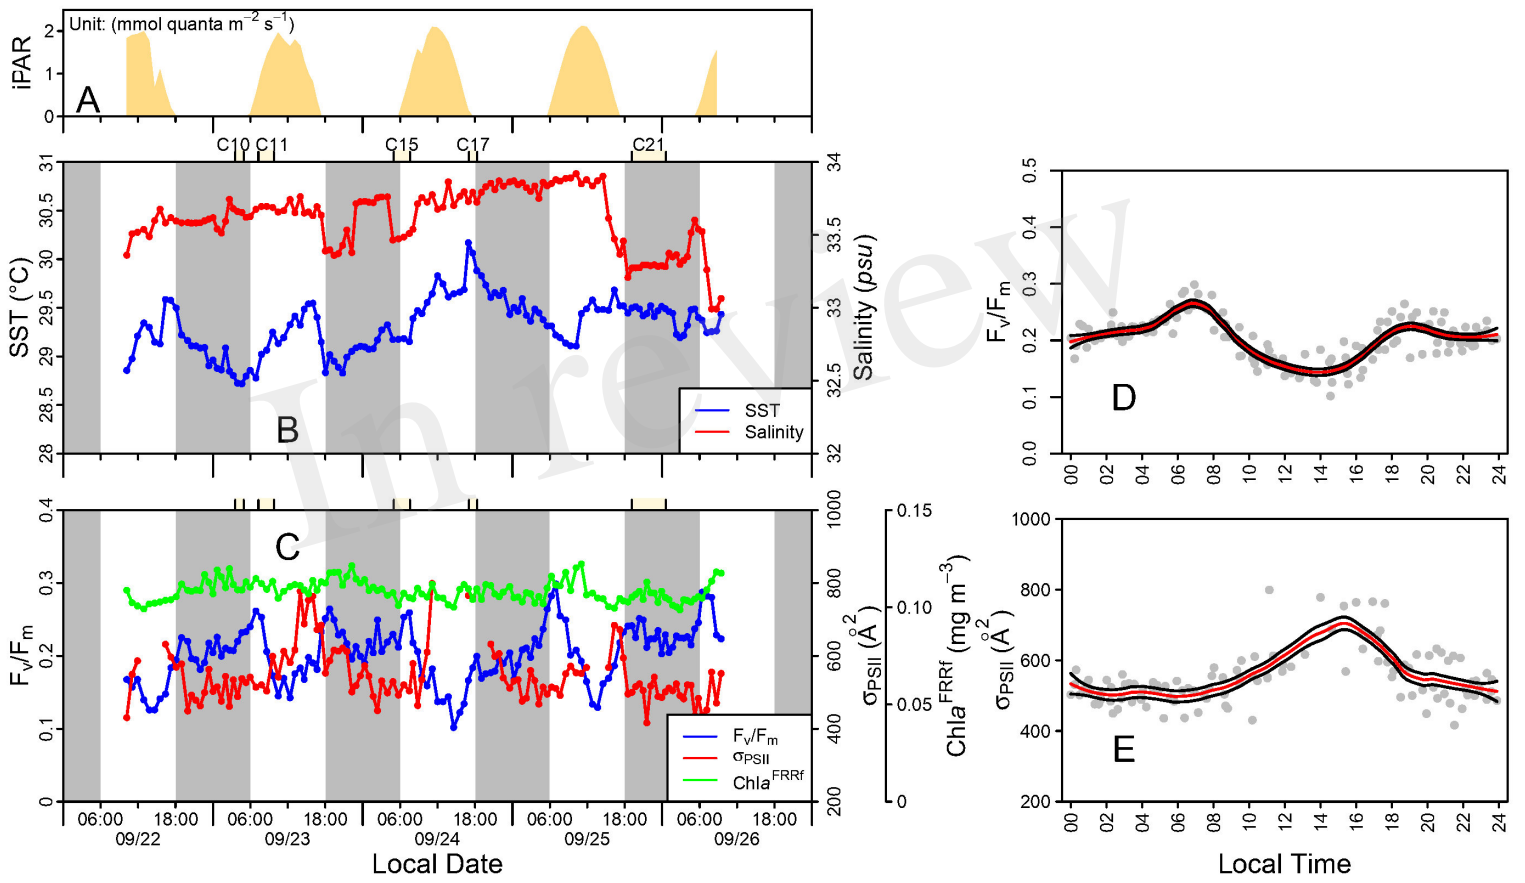 Unit: (mmol quanta m⁻² s⁻¹)
iPAR
2
1
0
A
C10 C11 C15 C17 C21
SST (°C)
31
30.5
30
29.5
29
28.5
28
34
33.5
33
32.5
32
Salinity (psu)
B
SST
Salinity
In review
Fv/Fm
0.4
0.3
0.2
0.1
0
C
1000
800
600
400
200
σPSII (Å²)
0.15
0.10
0.05
0
Chla^FRRf (mg m⁻³)
Fv/Fm
σPSII
Chla^FRRf
06:00 18:00 06:00 18:00 06:00 18:00 06:00 18:00 06:00 18:00
09/22 09/23 09/24 09/25 09/26
Local Date
Fv/Fm
0.5
0.4
0.3
0.2
0.1
0.0
D
00 02 04 06 08 10 12 14 16 18 20 22 24
σPSII (Å²)
1000
800
600
400
200
E
00 02 04 06 08 10 12 14 16 18 20 22 24
Local Time